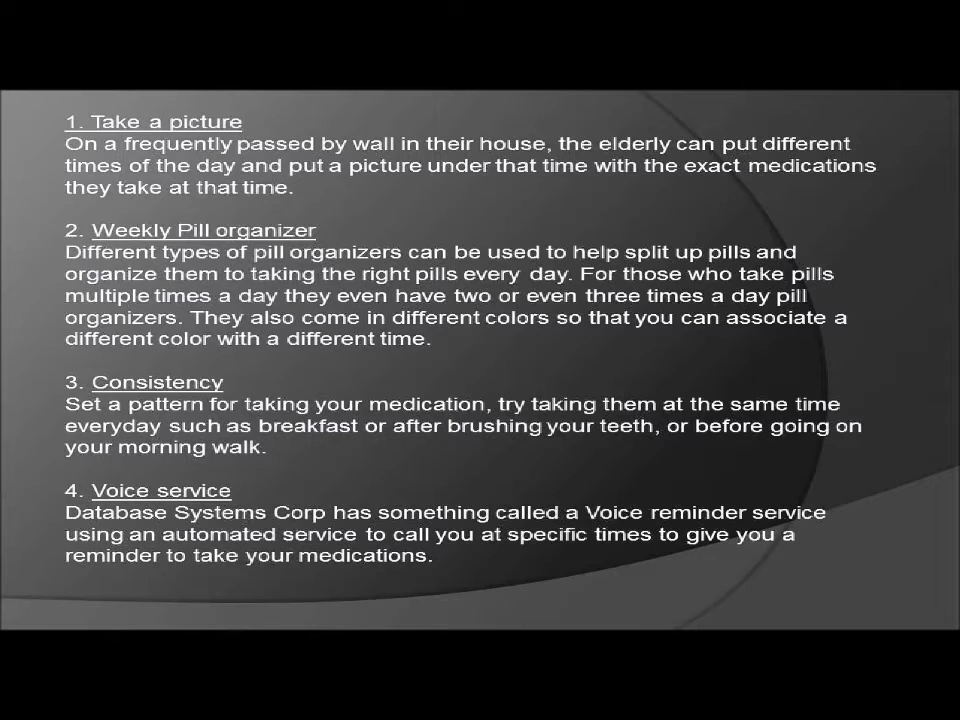 1. Take a picture
On a frequently passed by wall in their house, the elderly can put different
times of the day and put a picture under that time with the exact medications
they take at that time.
2. Weekly Pill organizer
Different types of pill organizers can be used to help split up pills and
organize them to taking the right pills every day. For those who take pills
multiple times a day they even have two or even three times a day pill
organizers. They also come in different colors so that you can associate a
different color with a different time.
3. Consistency
Set a pattern for taking your medication, try taking them at the same time
everyday such as breakfast or after brushing your teeth, or before going on
your morning walk.
4. Voice service
Database Systems Corp has something called a Voice reminder service
using an automated service to call you at specific times to give you a
reminder to take your medications.